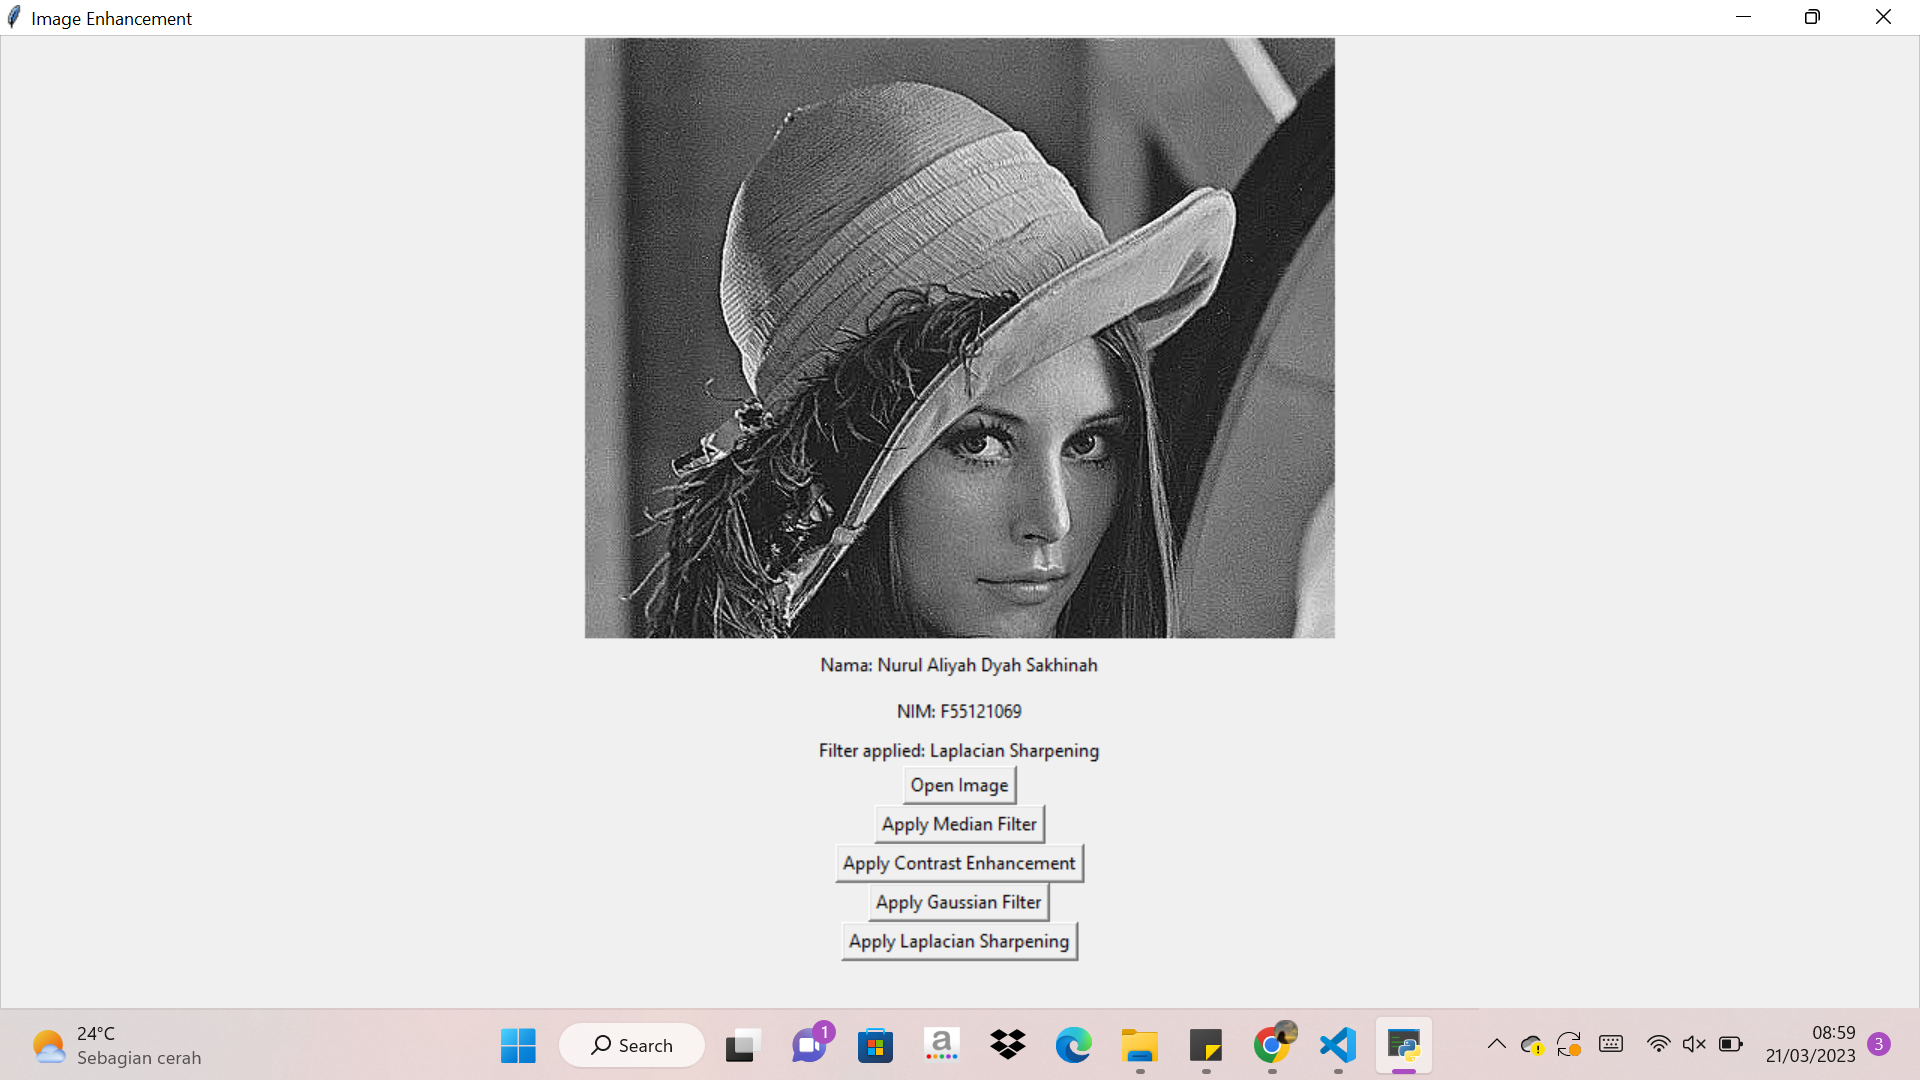 Image Enhancement
Nama: Nurul Aliyah Dyah Sakhinah
NIM: F55121069
Filter applied: Laplacian Sharpening
Open Image
Apply Median Filter
Apply Contrast Enhancement
Apply Gaussian Filter
Apply Laplacian Sharpening
24°C
Sebagian cerah
Search
1
a
08:59
21/03/2023
3